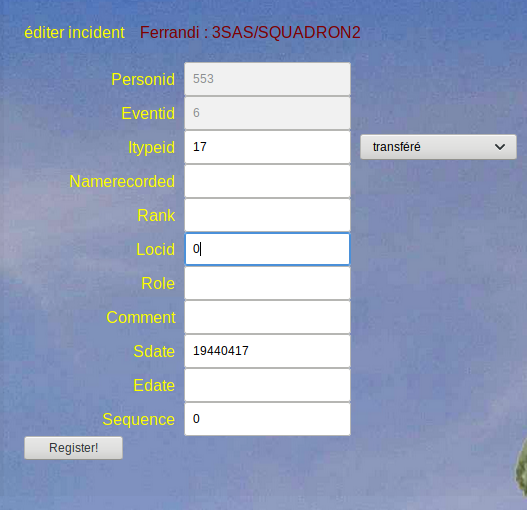 éditer incident Ferrandi : 3SAS/SQUADRON2
Personid 553
Eventid 6
Itypeid 17 transféré
Namerecorded
Rank
Locid 0
Role
Comment
Sdate 19440417
Edate
Sequence 0
Register!